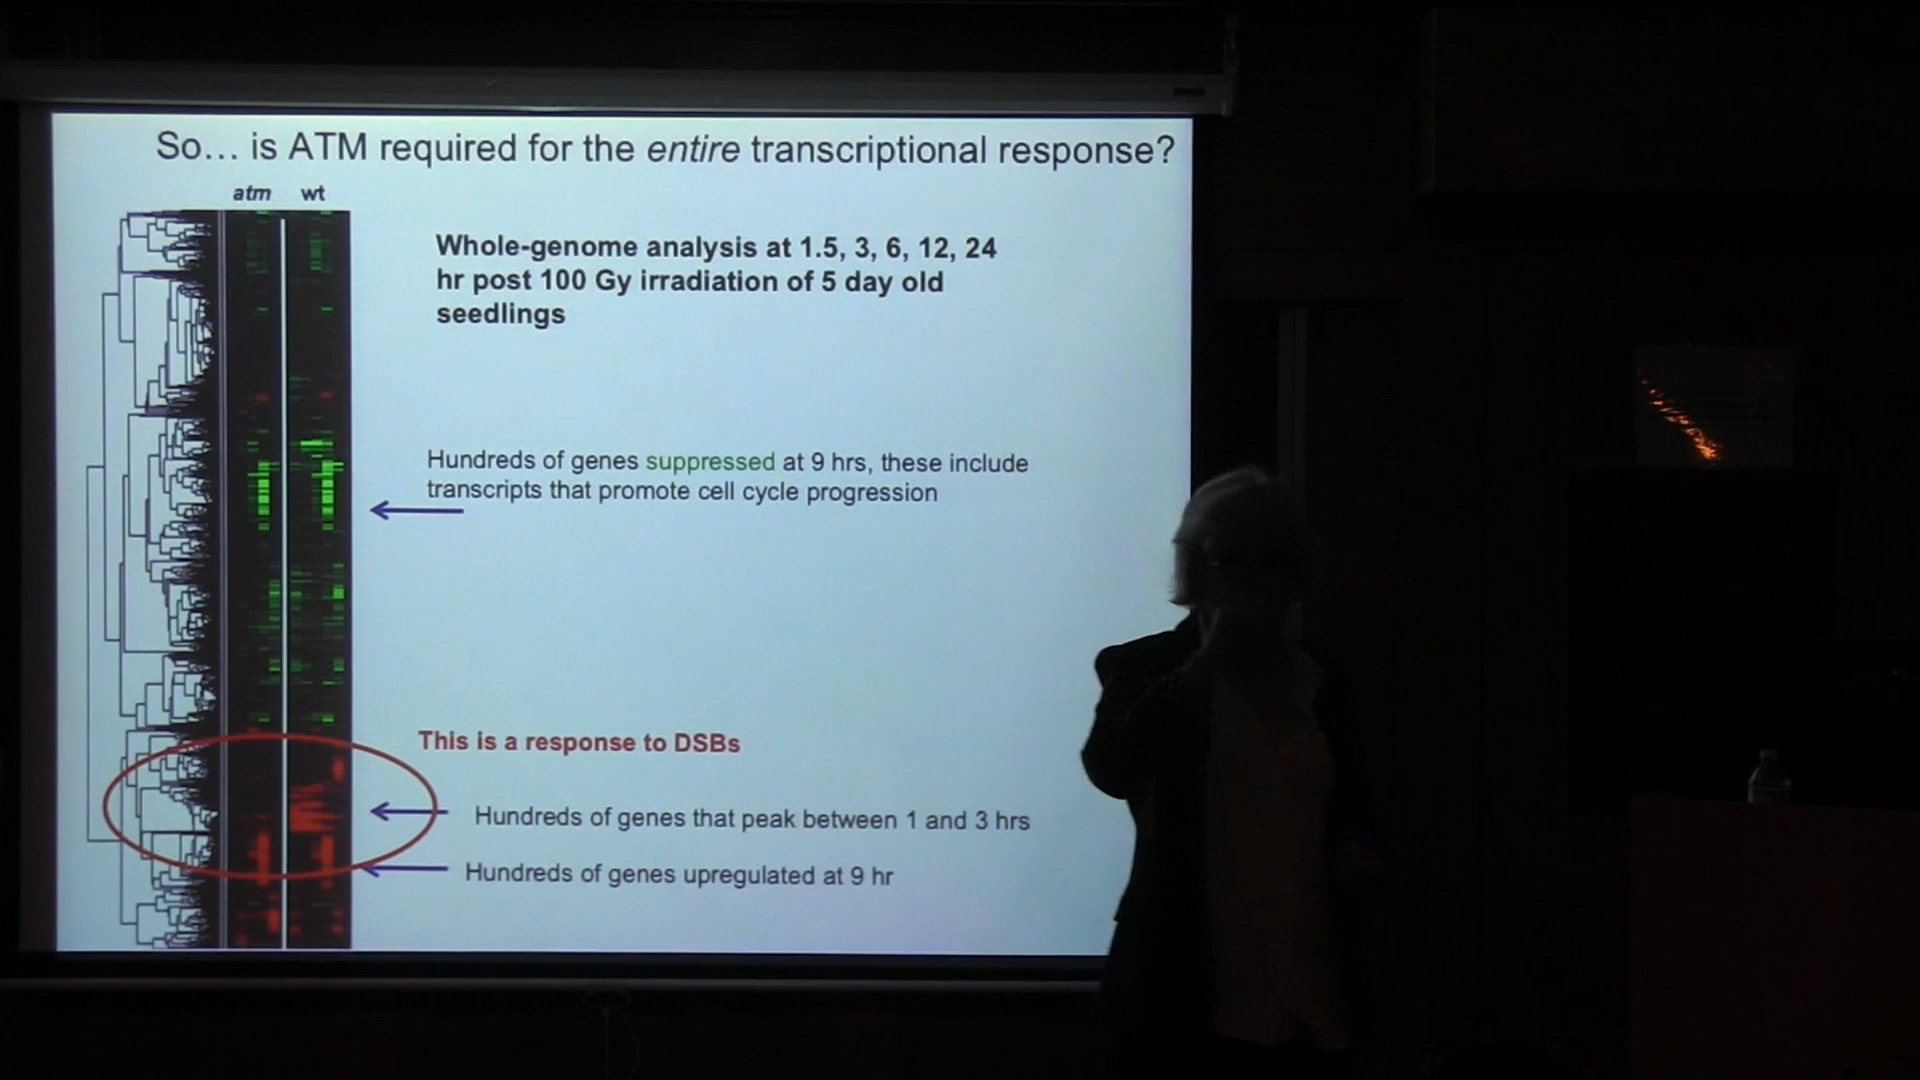 So... is ATM required for the entire transcriptional response?
atm wt
Whole-genome analysis at 1.5, 3, 6, 12, 24
hr post 100 Gy irradiation of 5 day old
seedlings
Hundreds of genes suppressed at 9 hrs, these include
transcripts that promote cell cycle progression
This is a response to DSBs
Hundreds of genes that peak between 1 and 3 hrs
Hundreds of genes upregulated at 9 hr